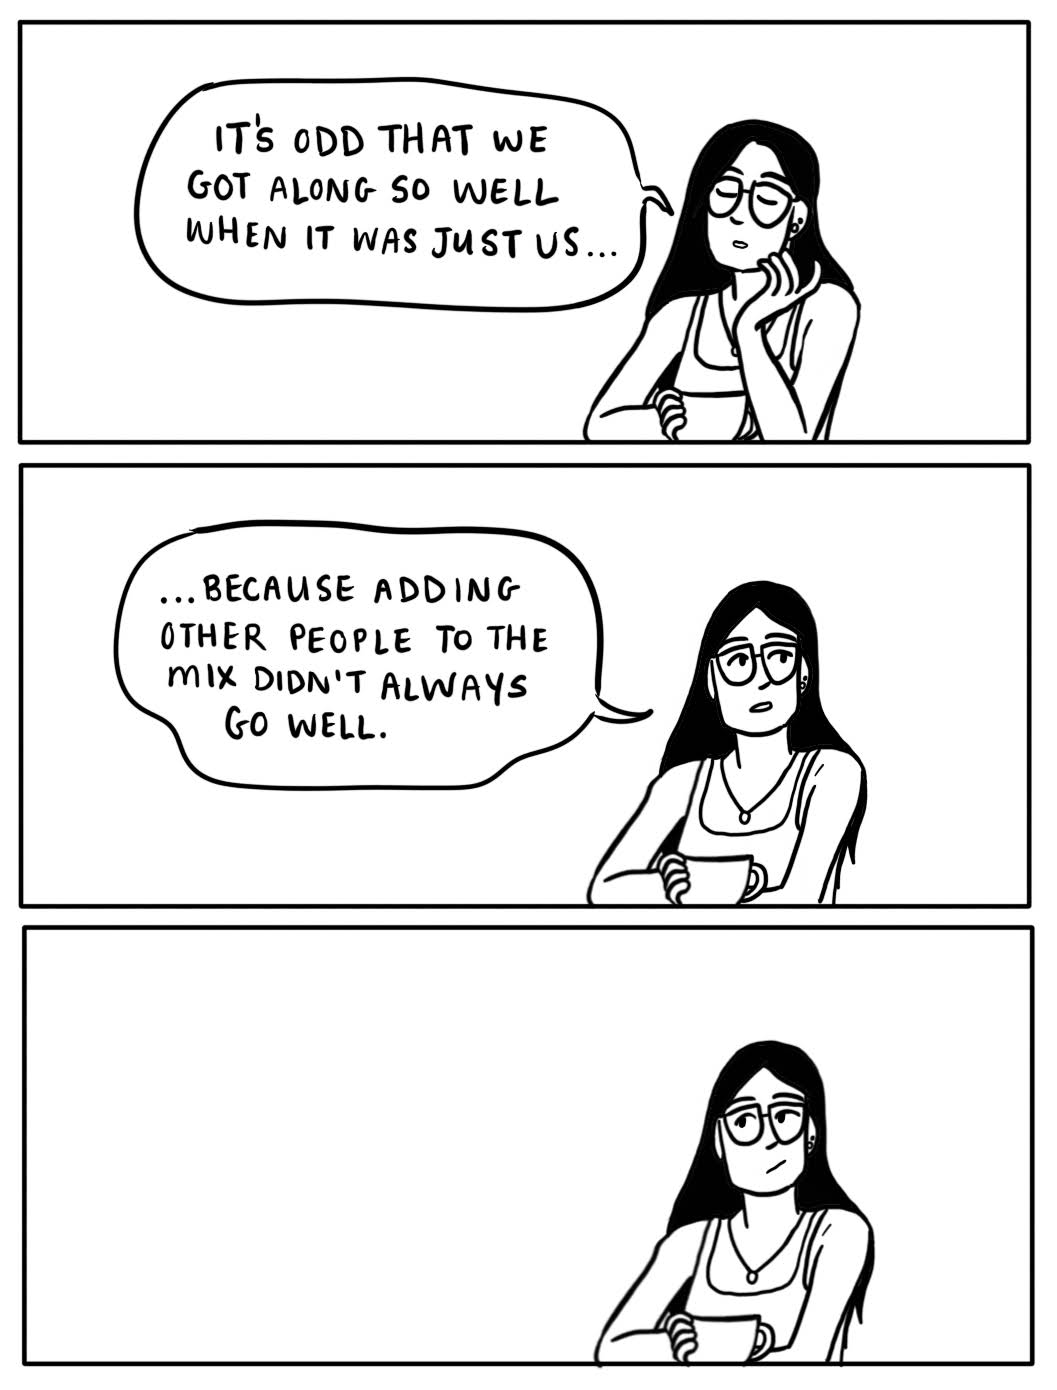 IT'S ODD THAT WE
GOT ALONG SO WELL
WHEN IT WAS JUST US...
...BECAUSE ADDING
OTHER PEOPLE TO THE
MIX DIDN'T ALWAYS
GO WELL.